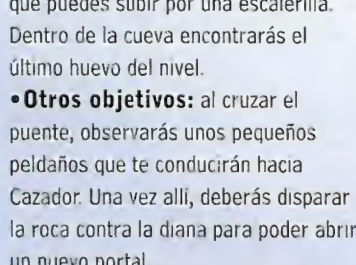 que puedes subir por una escalerilla.
Dentro de la cueva encontrarás el
último huevo del nivel.
•Otros objetivos: al cruzar el
puente, observarás unos pequeños
peldaños que te conducirán hacia
Cazador. Una vez allí, deberás disparar
la roca contra la diana para poder abrir
un nuevo portal.